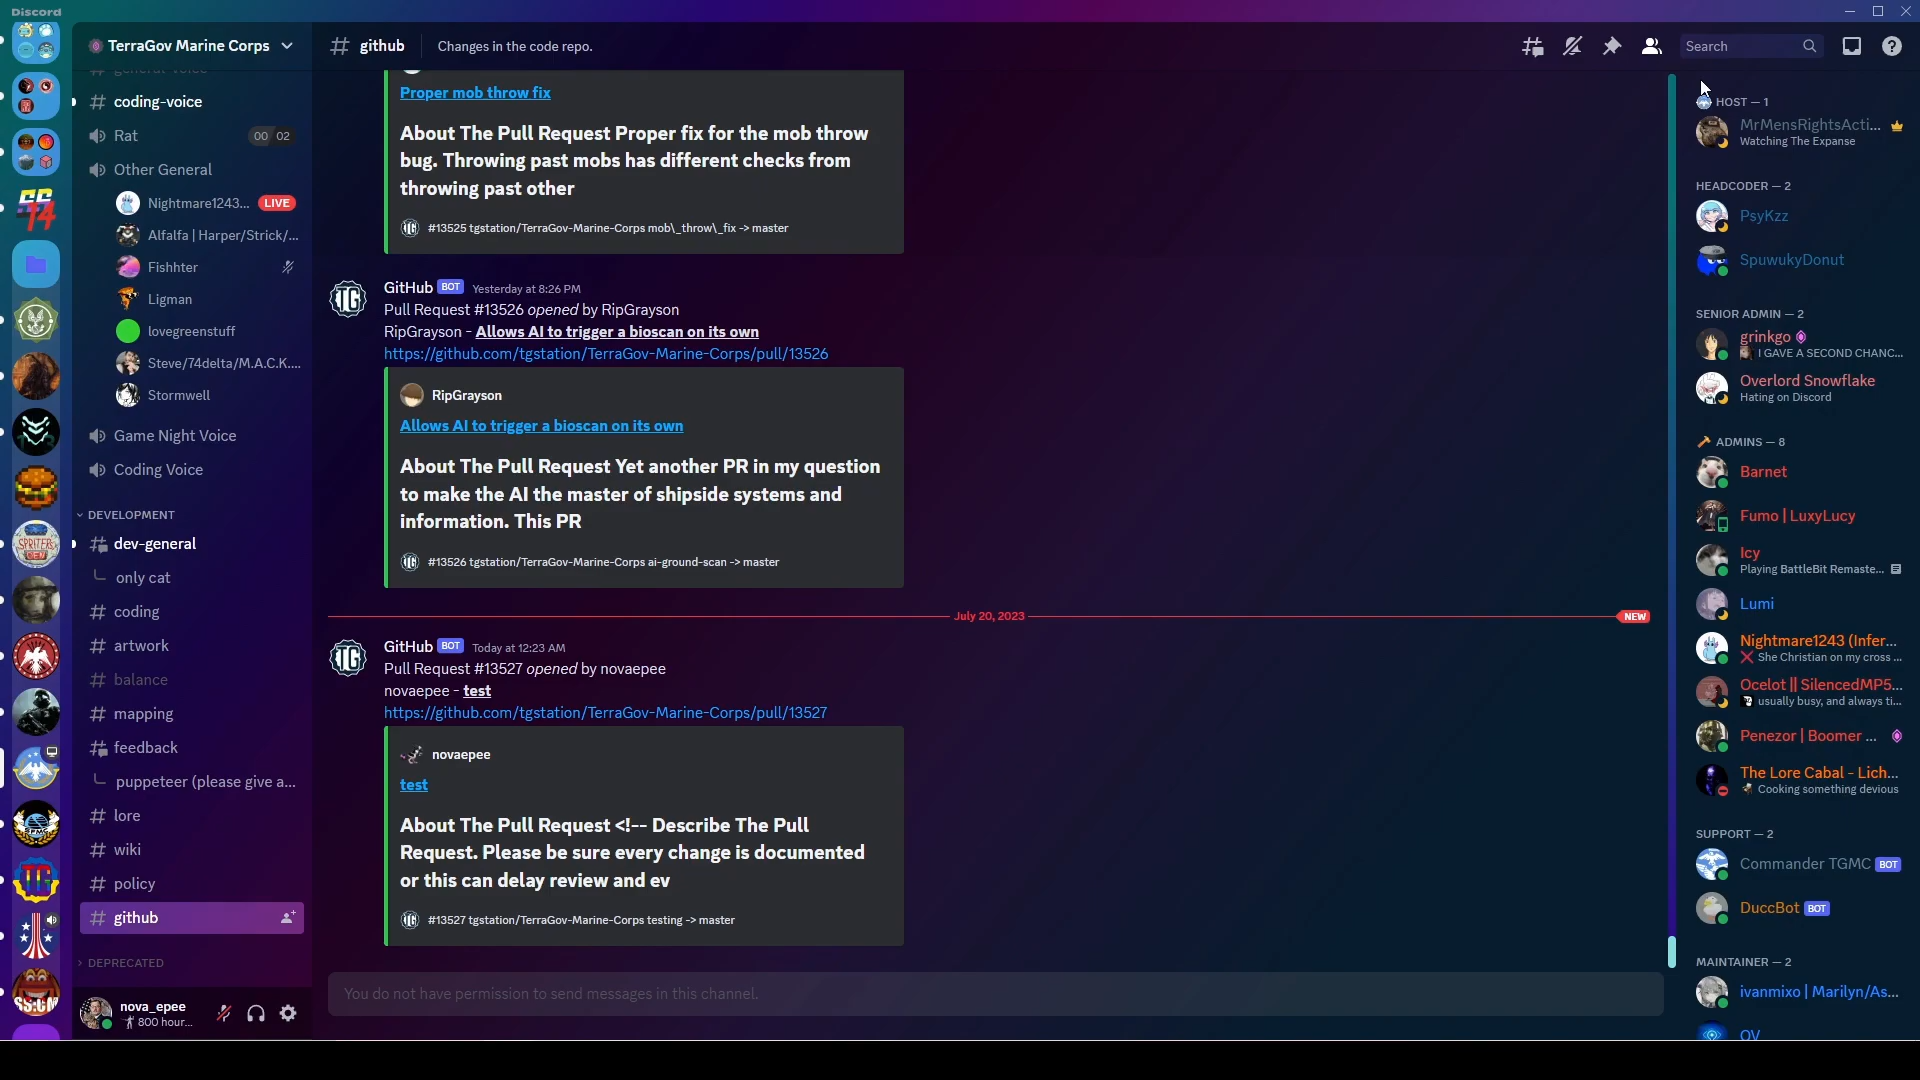 Discord
TerraGov Marine Corps
general-voice
coding-voice
Rat
00 02
Other General
Nightmare1243...
LIVE
Alfalfa | Harper/Strick/...
Fishhter
Ligman
lovegreenstuff
Steve/74delta/M.A.C.K....
Stormwell
Game Night Voice
Coding Voice
DEVELOPMENT
dev-general
only cat
coding
artwork
balance
mapping
feedback
puppeteer (please give a...
lore
wiki
policy
github
DEPRECATED
nova_epee
800 hour...
github
Changes in the code repo.
Search
Proper mob throw fix
About The Pull Request Proper fix for the mob throw
bug. Throwing past mobs has different checks from
throwing past other
#13525 tgstation/TerraGov-Marine-Corps mob\_throw\_fix -> master
GitHub BOT Yesterday at 8:26 PM
Pull Request #13526 opened by RipGrayson
RipGrayson - Allows AI to trigger a bioscan on its own
https://github.com/tgstation/TerraGov-Marine-Corps/pull/13526
RipGrayson
Allows AI to trigger a bioscan on its own
About The Pull Request Yet another PR in my question
to make the AI the master of shipside systems and
information. This PR
#13526 tgstation/TerraGov-Marine-Corps ai-ground-scan -> master
July 20, 2023
NEW
GitHub BOT Today at 12:23 AM
Pull Request #13527 opened by novaepee
novaepee - test
https://github.com/tgstation/TerraGov-Marine-Corps/pull/13527
novaepee
test
About The Pull Request <!-- Describe The Pull
Request. Please be sure every change is documented
or this can delay review and ev
#13527 tgstation/TerraGov-Marine-Corps testing -> master
You do not have permission to send messages in this channel.
HOST — 1
MrMensRightsActi...
Watching The Expanse
HEADCODER — 2
PsyKzz
SpuwukyDonut
SENIOR ADMIN — 2
grinkgo
I GAVE A SECOND CHANC...
Overlord Snowflake
Hating on Discord
ADMINS — 8
Barnet
Fumo | LuxyLucy
Icy
Playing BattleBit Remaste...
Lumi
Nightmare1243 (Infer...
She Christian on my cross ...
Ocelot || SilencedMP5...
usually busy, and always ti...
Penezor | Boomer ...
The Lore Cabal - Lich...
Cooking something devious
SUPPORT — 2
Commander TGMC BOT
DuccBot BOT
MAINTAINER — 2
ivanmixo | Marilyn/As...
OV